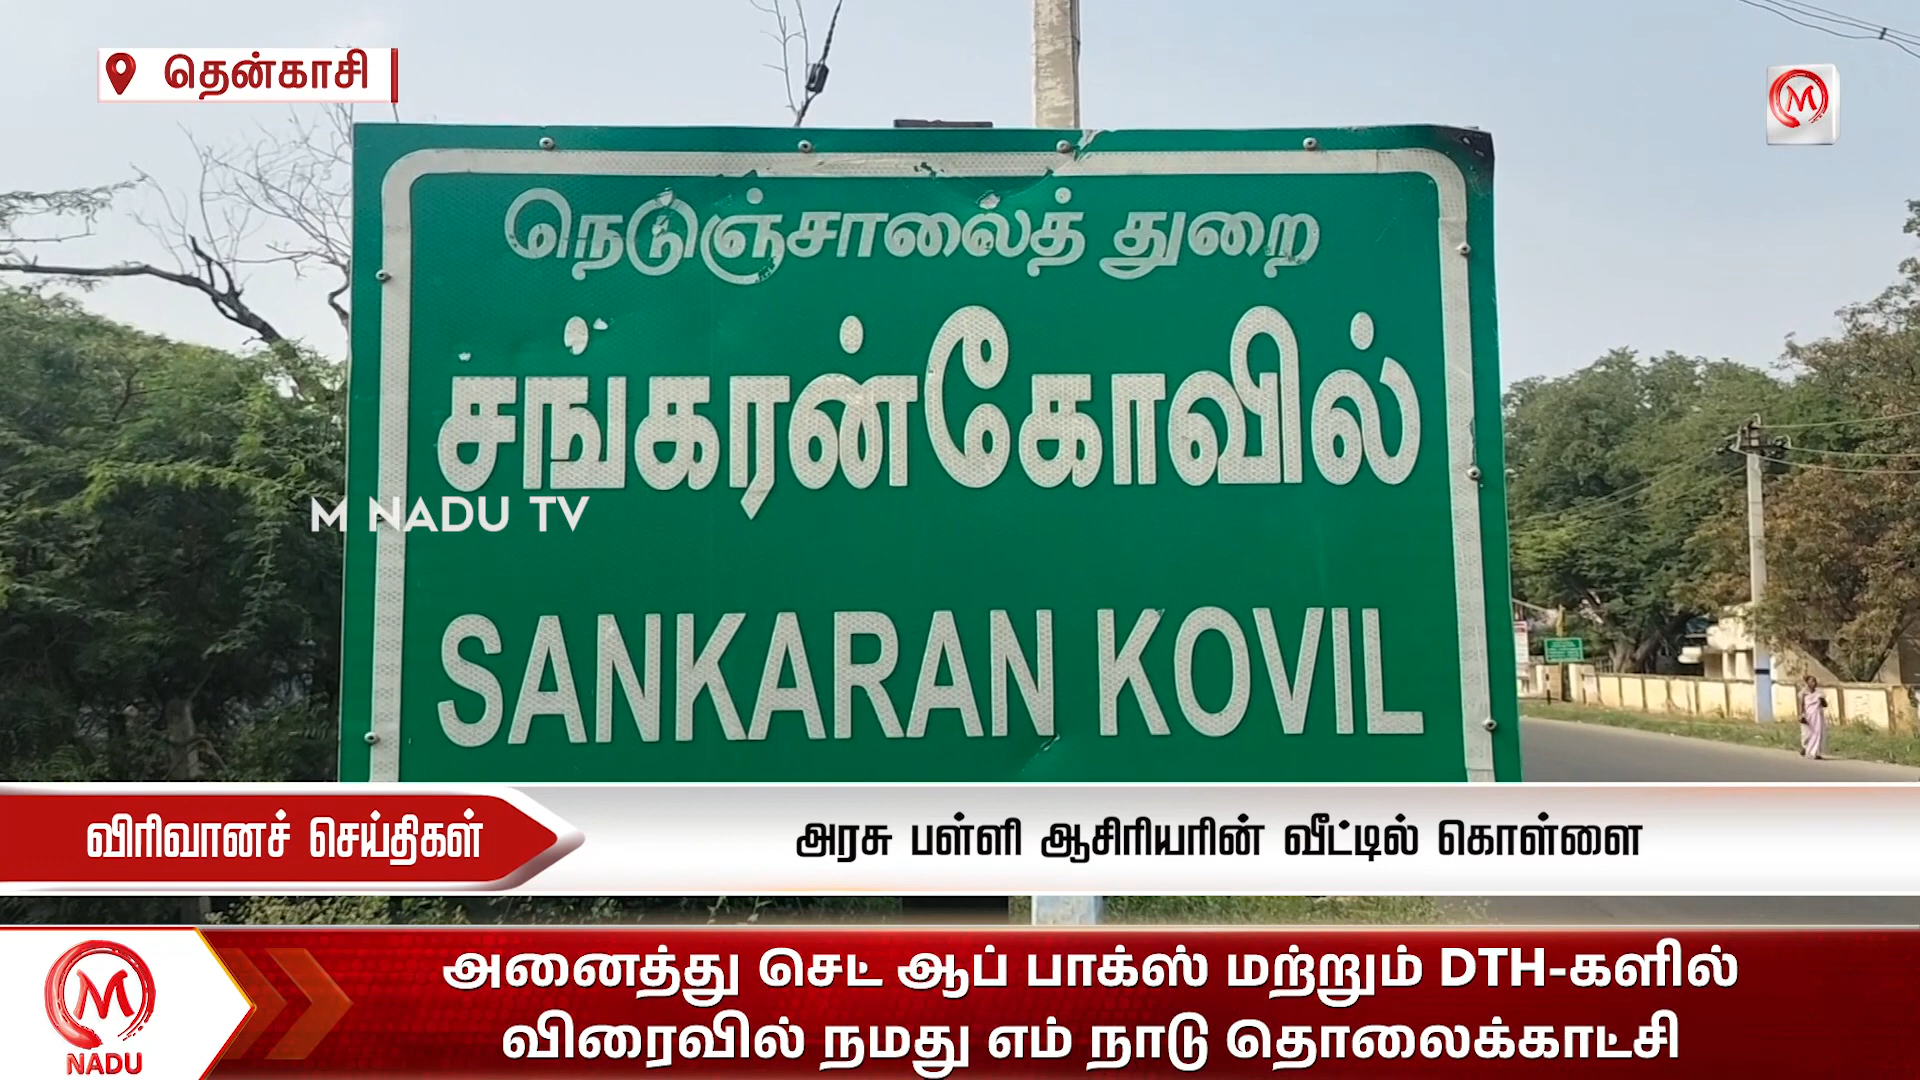 தென்காசி
M
நெடுஞ்சாலைத் துறை
சங்கரன்கோவில்
M NADU TV
SANKARAN KOVIL
விரிவானச் செய்திகள்
அரசு பள்ளி ஆசிரியரின் வீட்டில் கொள்ளை
அனைத்து செட் ஆப் பாக்ஸ் மற்றும் DTH-களில்
விரைவில் நமது எம் நாடு தொலைக்காட்சி
M
NADU